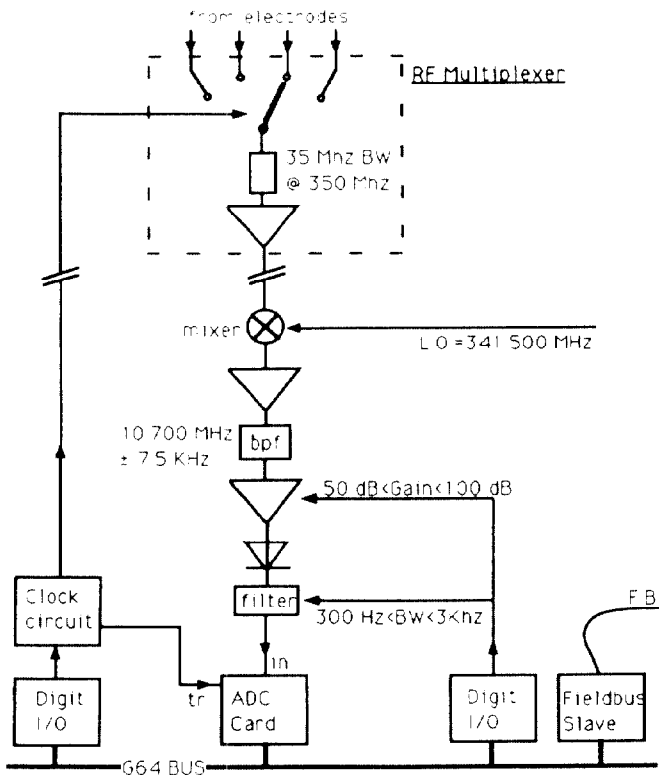 from electrodes
RF Multiplexer
35 Mhz BW
@ 350 Mhz
mixer
L O =341 500 MHz
10 700 MHz
± 7.5 KHz
bpf
50 dB<Gain<100 dB
filter
300 Hz<BW<3Khz
Clock
circuit
F B
in
tr
Digit
I/O
ADC
Card
Digit
I/O
Fieldbus
Slave
G64 BUS